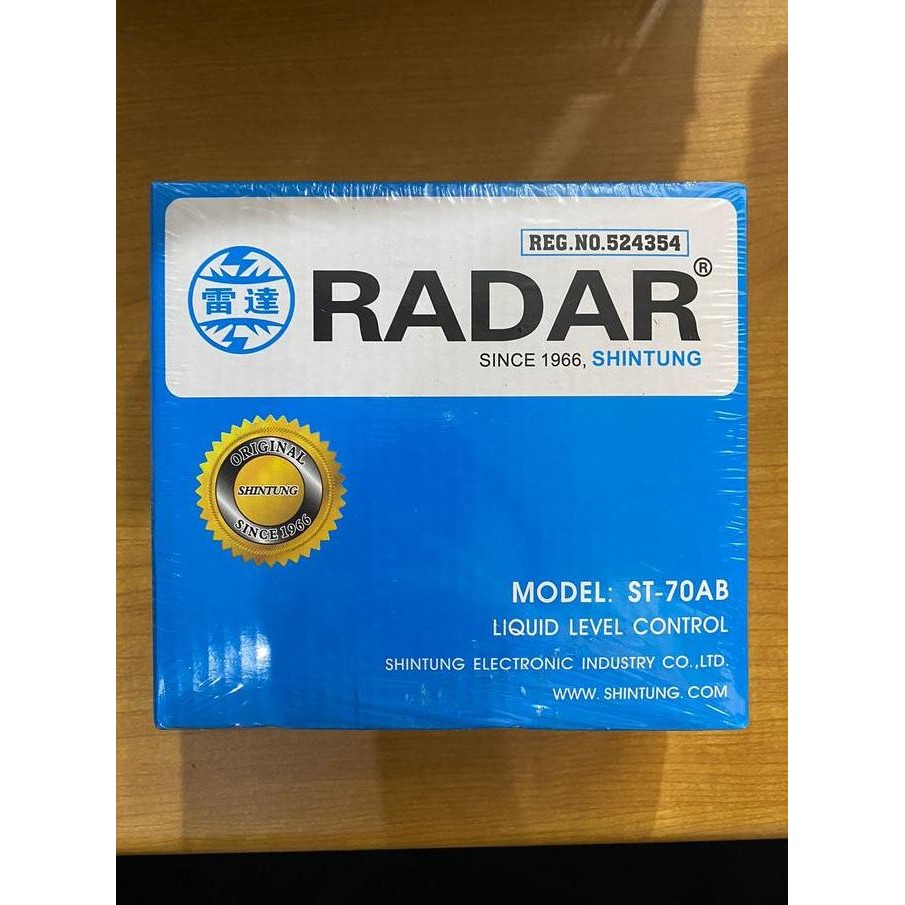 REG.NO.524354
雷達
RADAR®
SINCE 1966, SHINTUNG
ORIGINAL
SHINTUNG
SINCE 1966
MODEL: ST-70AB
LIQUID LEVEL CONTROL
SHINTUNG ELECTRONIC INDUSTRY CO.,LTD.
WWW. SHINTUNG. COM